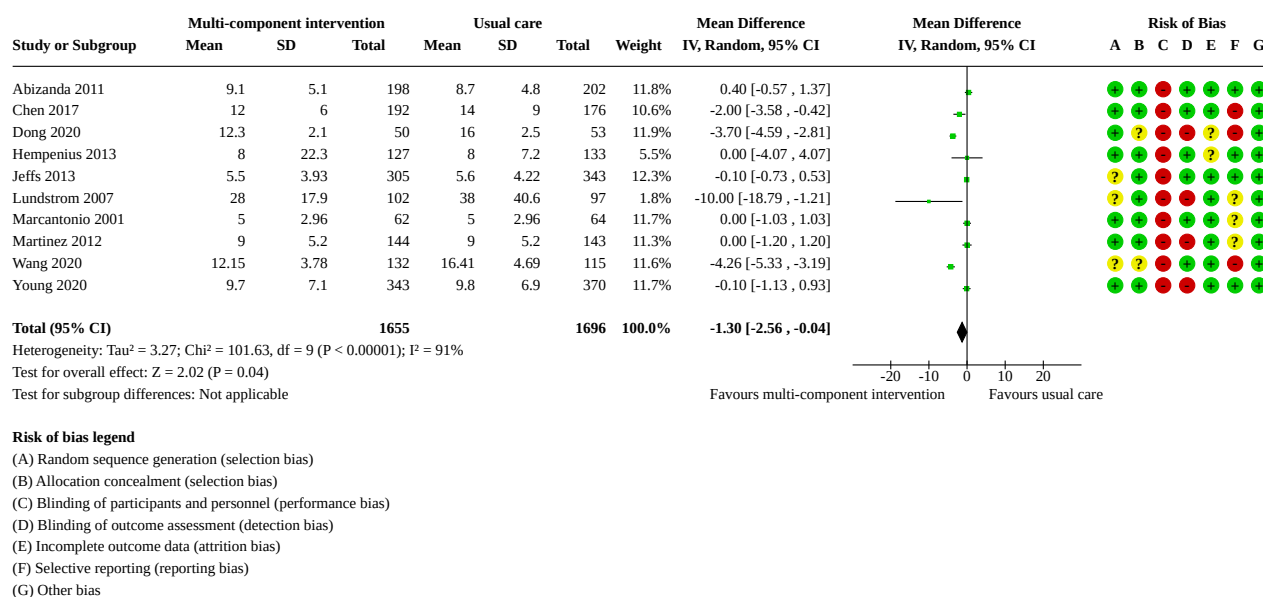 Multi-component intervention Usual care Mean Difference Mean Difference Risk of Bias
Study or Subgroup Mean SD Total Mean SD Total Weight IV, Random, 95% CI IV, Random, 95% CI A B C D E F G
Abizanda 2011 9.1 5.1 198 8.7 4.8 202 11.8% 0.40 [-0.57 , 1.37] + + - + + + +
Chen 2017 12 6 192 14 9 176 10.6% -2.00 [-3.58 , -0.42] + + - + + - +
Dong 2020 12.3 2.1 50 16 2.5 53 11.9% -3.70 [-4.59 , -2.81] + ? - - ? - +
Hempenius 2013 8 22.3 127 8 7.2 133 5.5% 0.00 [-4.07 , 4.07] + + - + ? + +
Jeffs 2013 5.5 3.93 305 5.6 4.22 343 12.3% -0.10 [-0.73 , 0.53] ? + - + + + +
Lundstrom 2007 28 17.9 102 38 40.6 97 1.8% -10.00 [-18.79 , -1.21] ? + - - + ? +
Marcantonio 2001 5 2.96 62 5 2.96 64 11.7% 0.00 [-1.03 , 1.03] + + - + + ? +
Martinez 2012 9 5.2 144 9 5.2 143 11.3% 0.00 [-1.20 , 1.20] + + - - + ? +
Wang 2020 12.15 3.78 132 16.41 4.69 115 11.6% -4.26 [-5.33 , -3.19] ? ? - + + - +
Young 2020 9.7 7.1 343 9.8 6.9 370 11.7% -0.10 [-1.13 , 0.93] + + - - + + +
Total (95% CI) 1655 1696 100.0% -1.30 [-2.56 , -0.04]
Heterogeneity: Tau² = 3.27; Chi² = 101.63, df = 9 (P < 0.00001); I² = 91%
Test for overall effect: Z = 2.02 (P = 0.04)
-20 -10 0 10 20
Test for subgroup differences: Not applicable Favours multi-component intervention Favours usual care
Risk of bias legend
(A) Random sequence generation (selection bias)
(B) Allocation concealment (selection bias)
(C) Blinding of participants and personnel (performance bias)
(D) Blinding of outcome assessment (detection bias)
(E) Incomplete outcome data (attrition bias)
(F) Selective reporting (reporting bias)
(G) Other bias